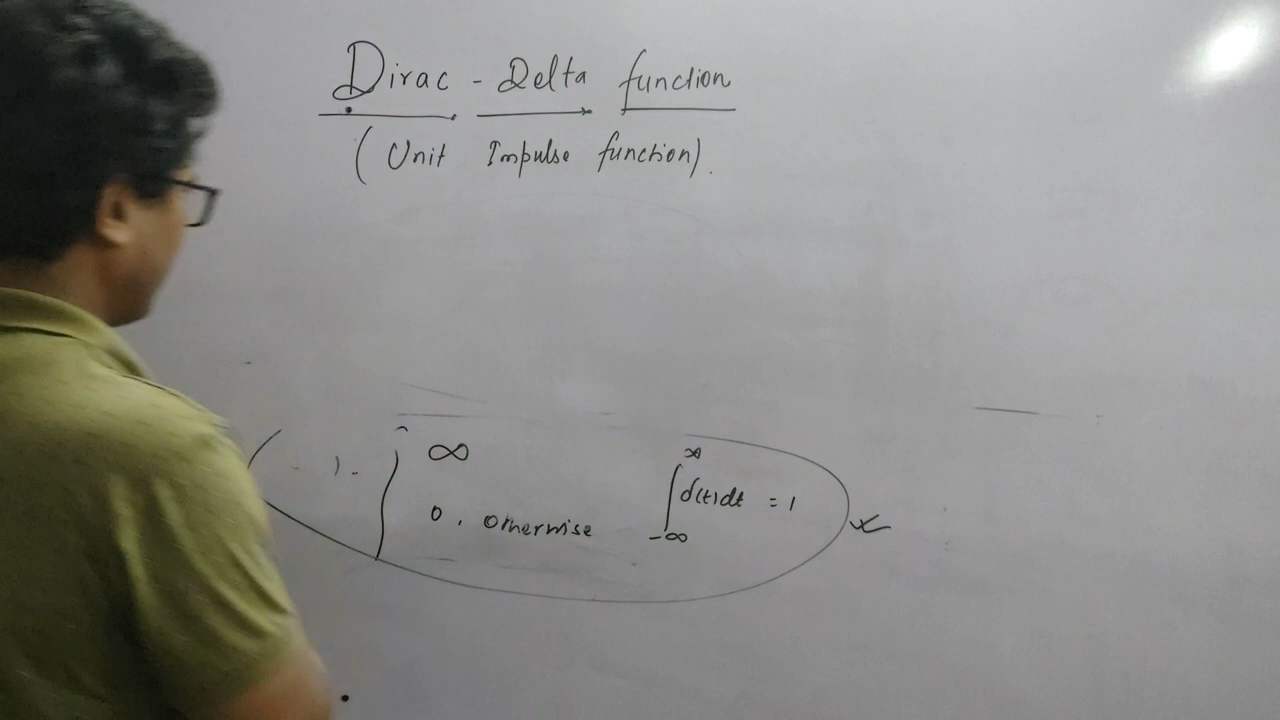 Dirac - Delta function
(Unit Impulse function).
∞
0, otherwise
∫_{-∞}^{∞} δ(t)dt = 1